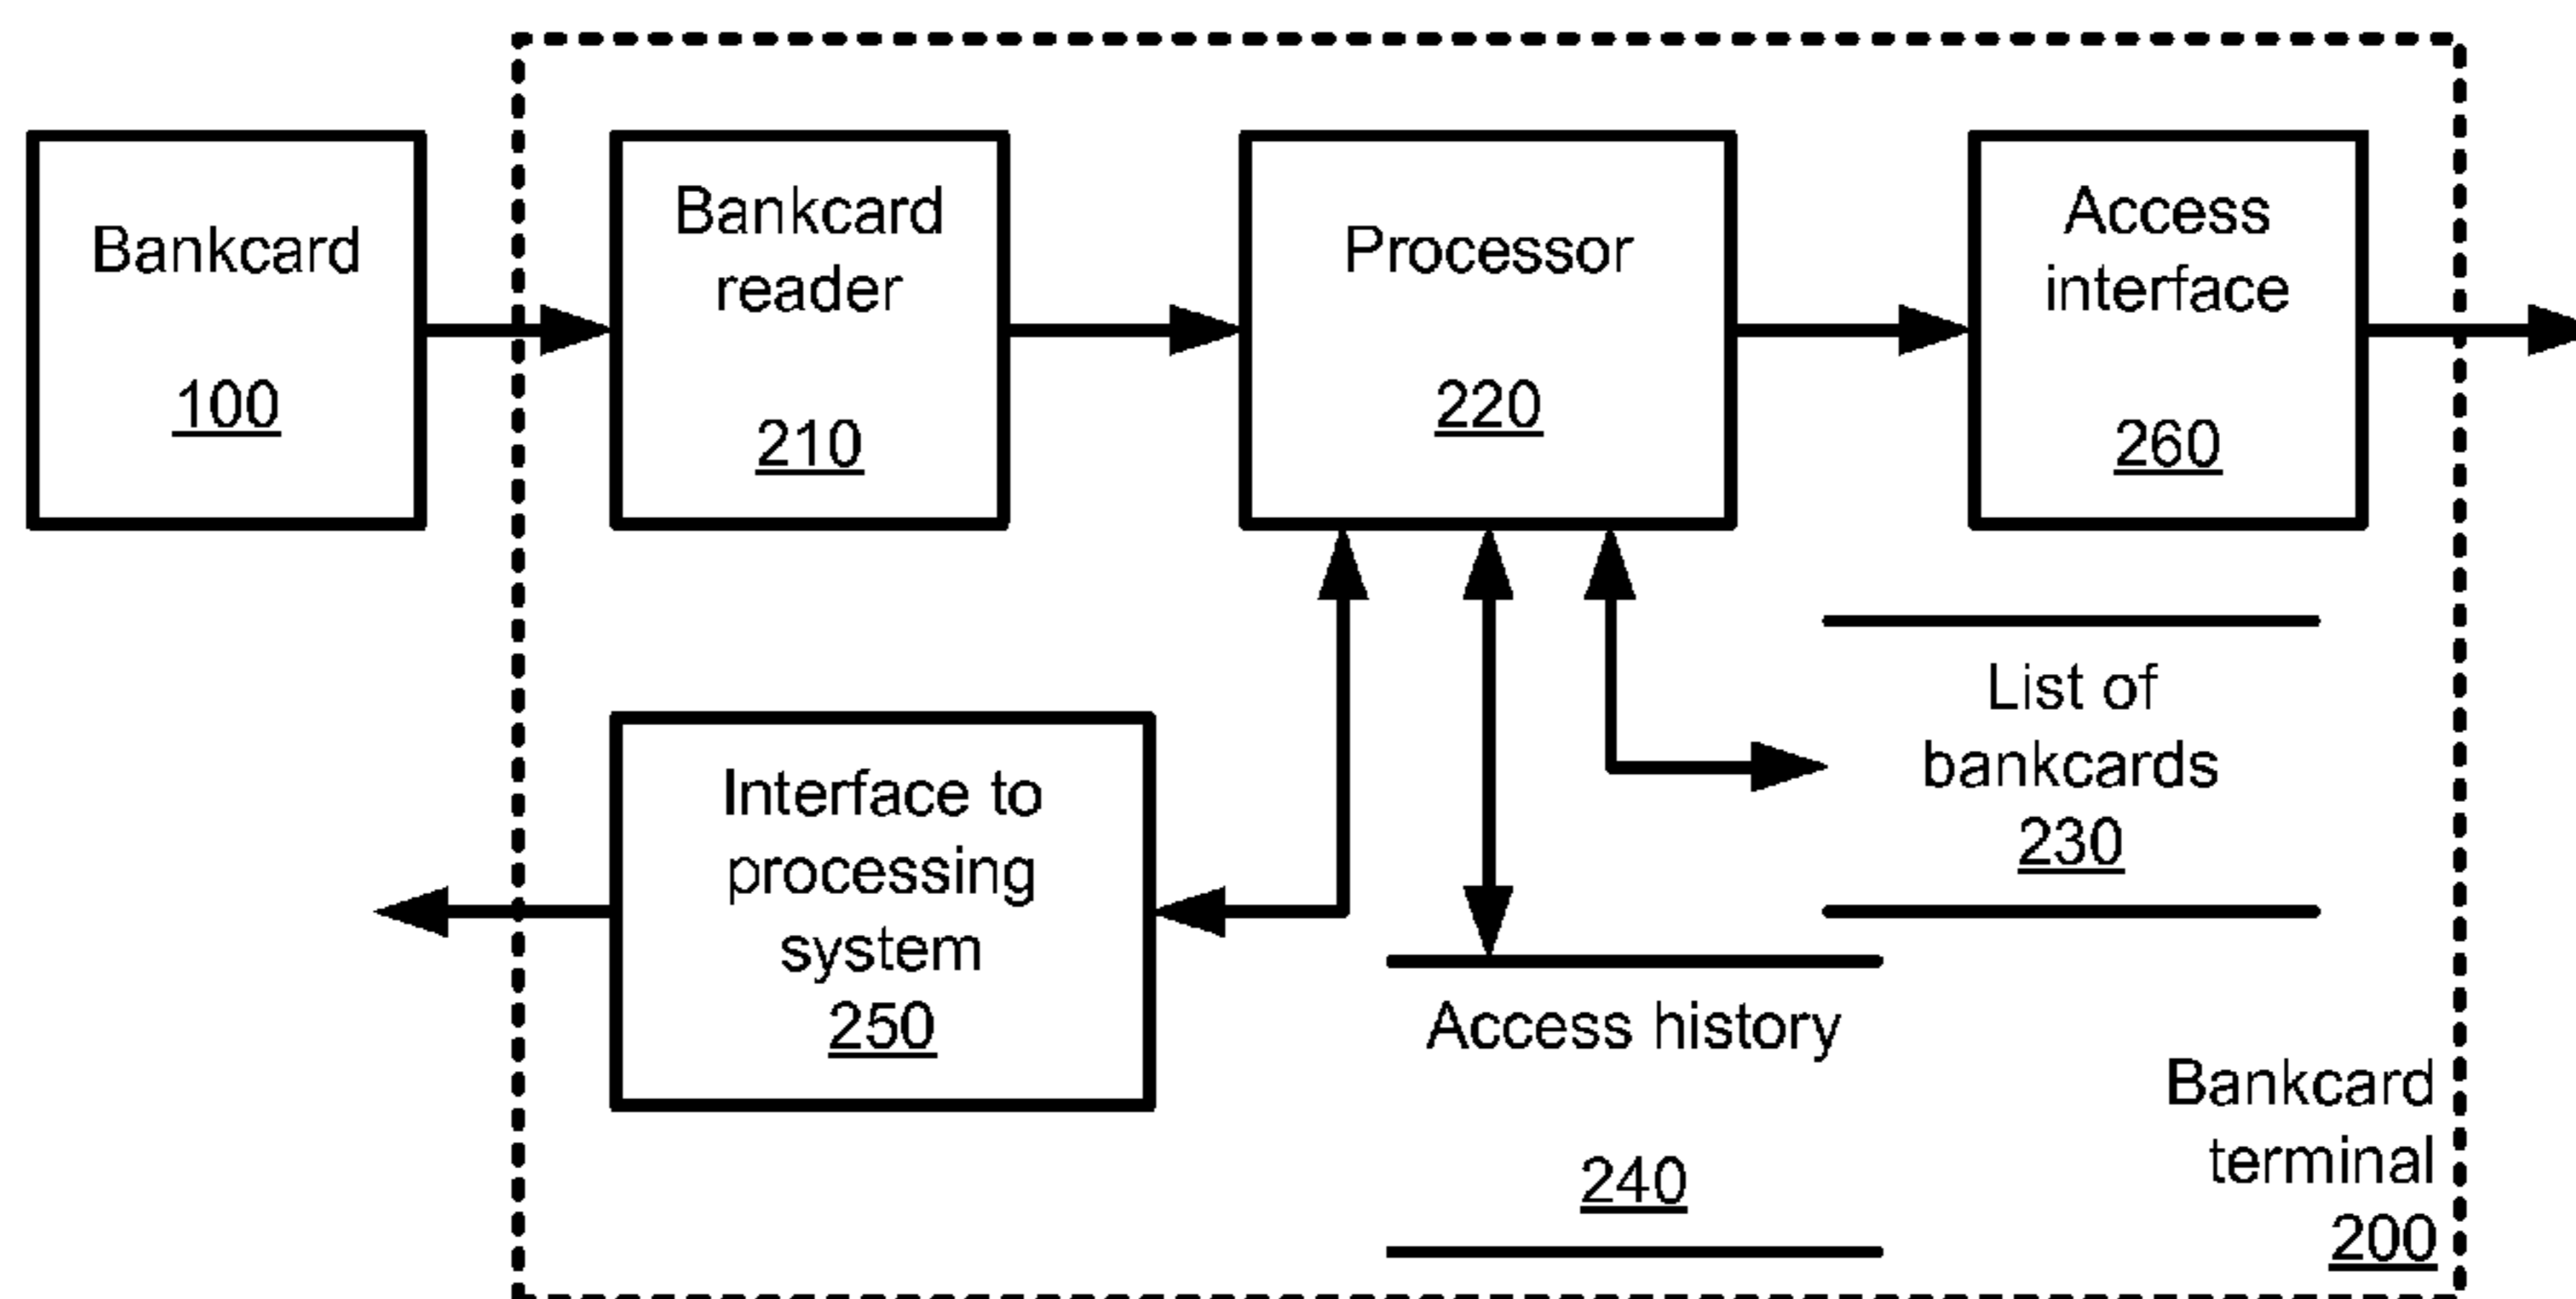 Bankcard
100
Bankcard
reader
210
Processor
220
Access
interface
260
List of
bankcards
230
Interface to
processing
system
250
Access history
240
Bankcard
terminal
200